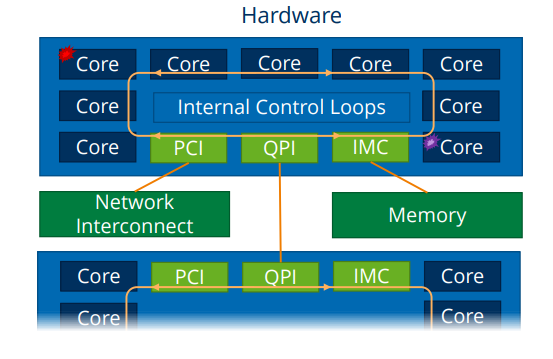 Hardware
Core Core Core Core Core
Core Internal Control Loops Core
Core PCI QPI IMC Core
Network
Interconnect
Memory
Core PCI QPI IMC Core
Core Core